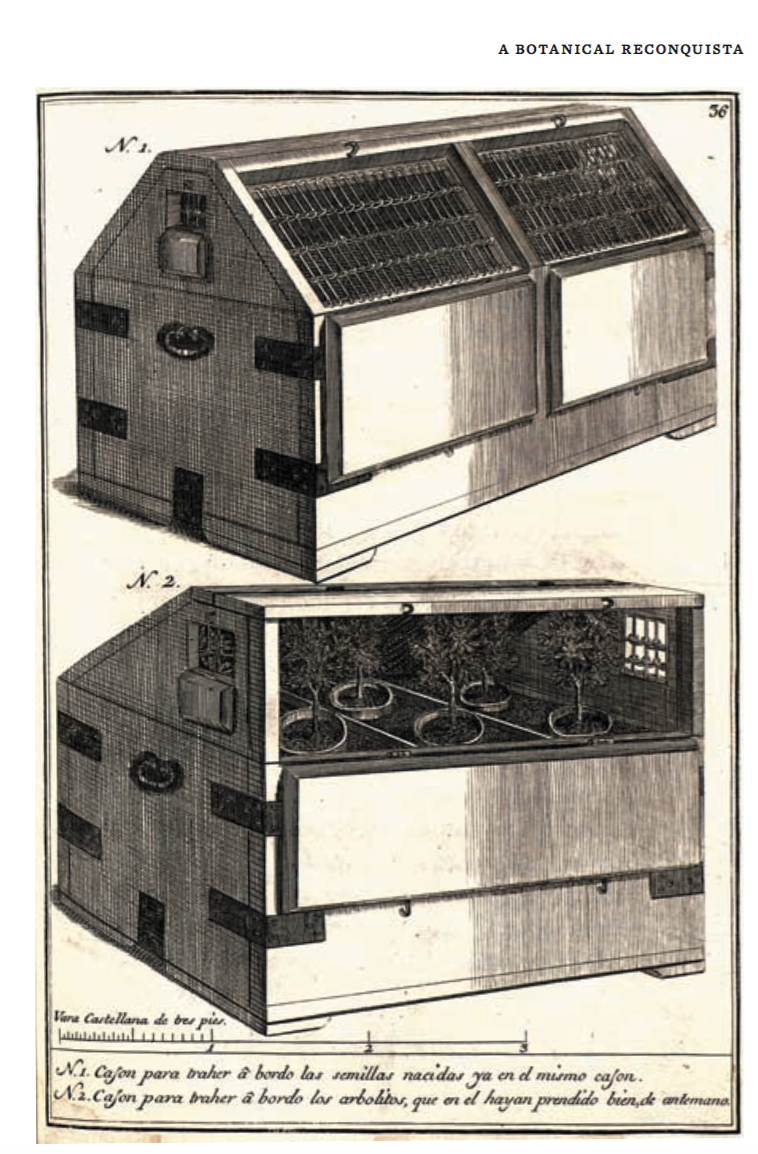 A BOTANICAL RECONQUISTA
36
N. 1.
N. 2.
Vara Castellana de tres pies.
1 2 3
N.1. Cason para traher â bordo las semillas nacidas ya en el mismo cason.
N.2. Cason para traher â bordo los arbolitos, que en el hayan prendido bien, de antemano.